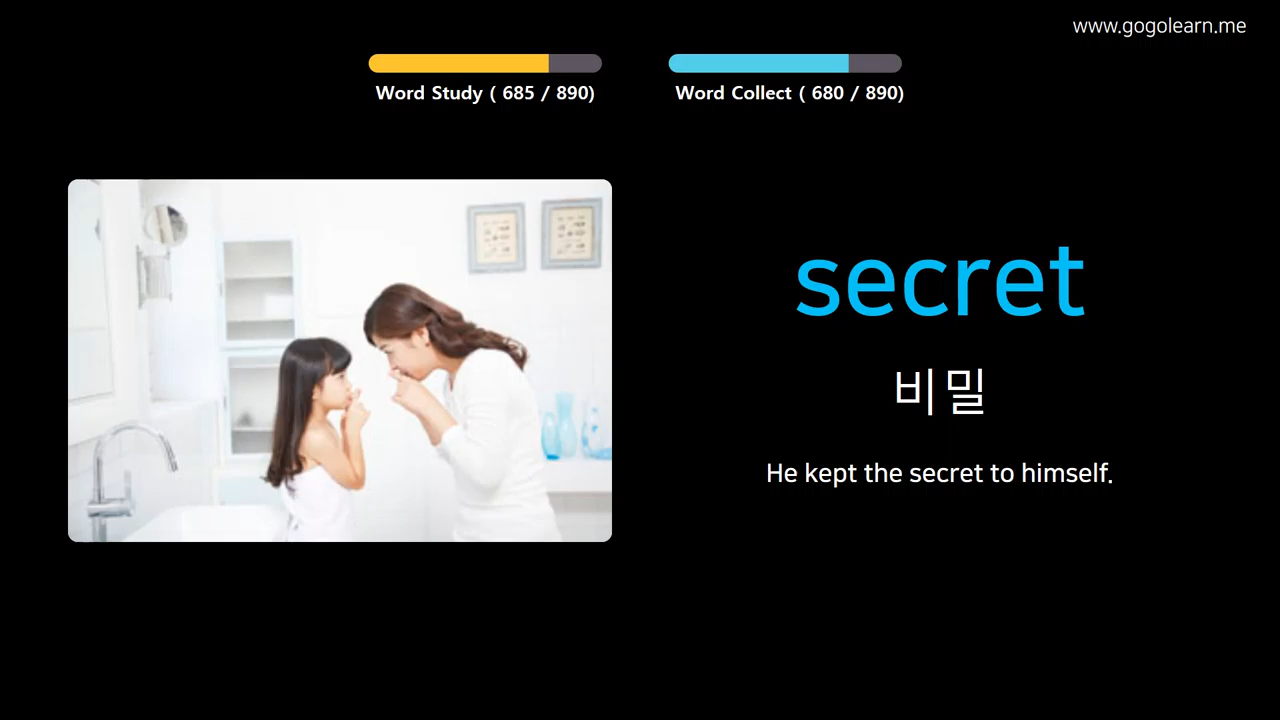 www.gogolearn.me
Word Study ( 685 / 890)
Word Collect ( 680 / 890)
secret
비밀
He kept the secret to himself.